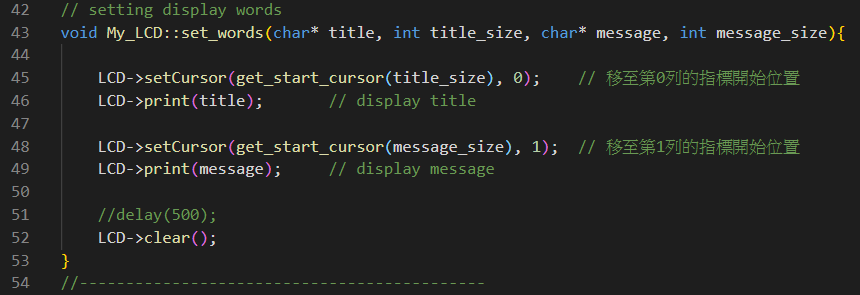 42 // setting display words
43 void My_LCD::set_words(char* title, int title_size, char* message, int message_size){
44
45 LCD->setCursor(get_start_cursor(title_size), 0); // 移至第0列的指標開始位置
46 LCD->print(title); // display title
47
48 LCD->setCursor(get_start_cursor(message_size), 1); // 移至第1列的指標開始位置
49 LCD->print(message); // display message
50
51 //delay(500);
52 LCD->clear();
53 }
54 //--------------------------------------------